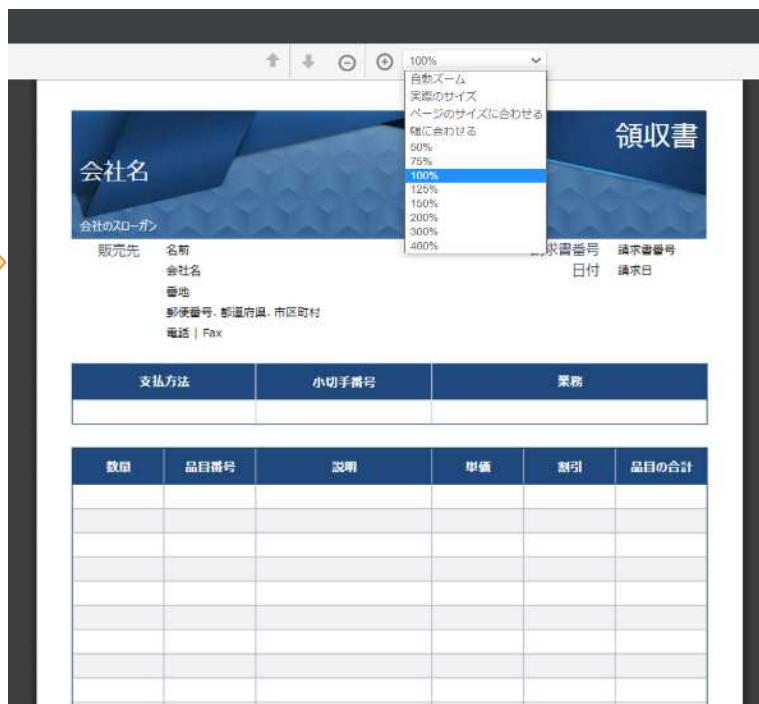 100%
自動ズーム
実際のサイズ
ページのサイズに合わせる
幅に合わせる
50%
75%
100%
125%
150%
200%
300%
400%
領収書
会社名
会社のスローガン
販売先 名前
求書番号 請求書番号
会社名
日付 請求日
番地
郵便番号、都道府県、市区町村
電話 | Fax
支払方法 小切手番号 業務
数量 品目番号 説明 単価 割引 品目の合計